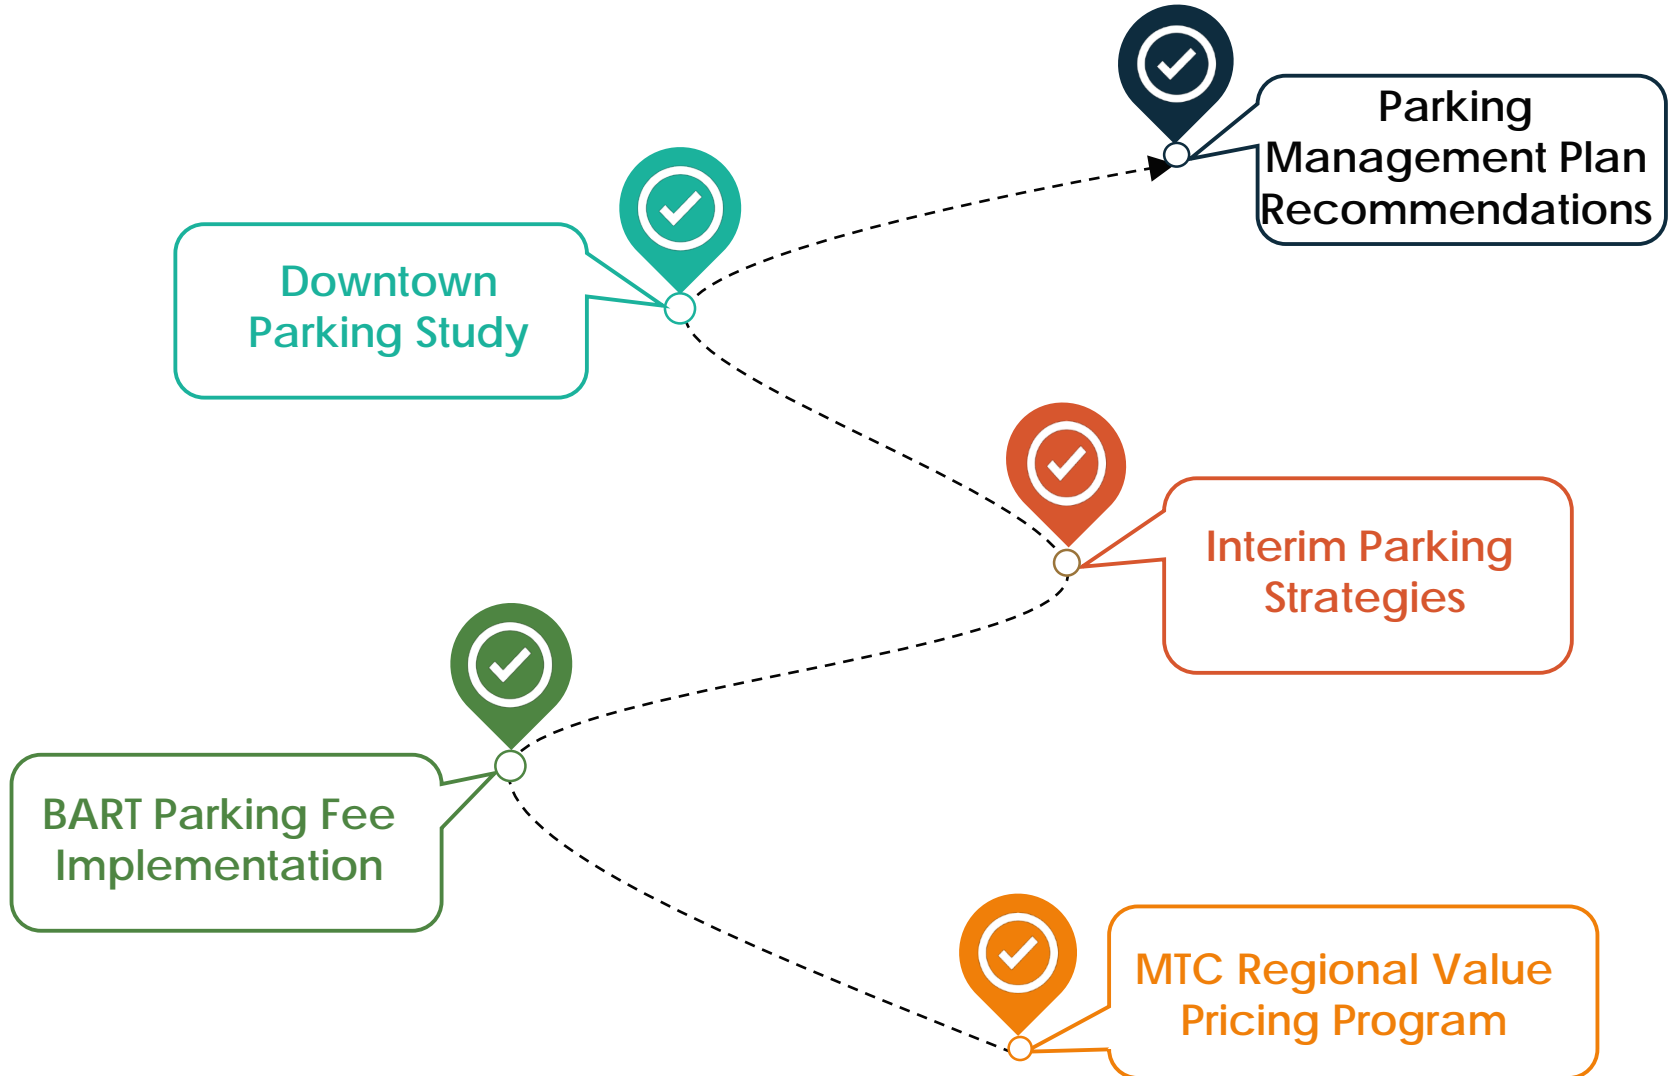 Parking
Management Plan
Recommendations
Downtown
Parking Study
Interim Parking
Strategies
BART Parking Fee
Implementation
MTC Regional Value
Pricing Program